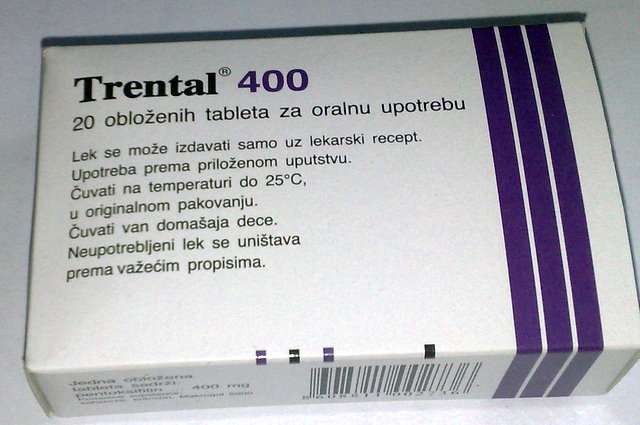 Trental® 400
20 obloženih tableta za oralnu upotrebu
Lek se može izdavati samo uz lekarski recept.
Upotreba prema priloženom uputstvu.
Čuvati na temperaturi do 25°C,
u originalnom pakovanju.
Čuvati van domašaja dece.
Neupotrebljeni lek se uništava
prema važećim propisima.
Jedna obložena
tableta sadrži:
pentoksifilin 400 mg